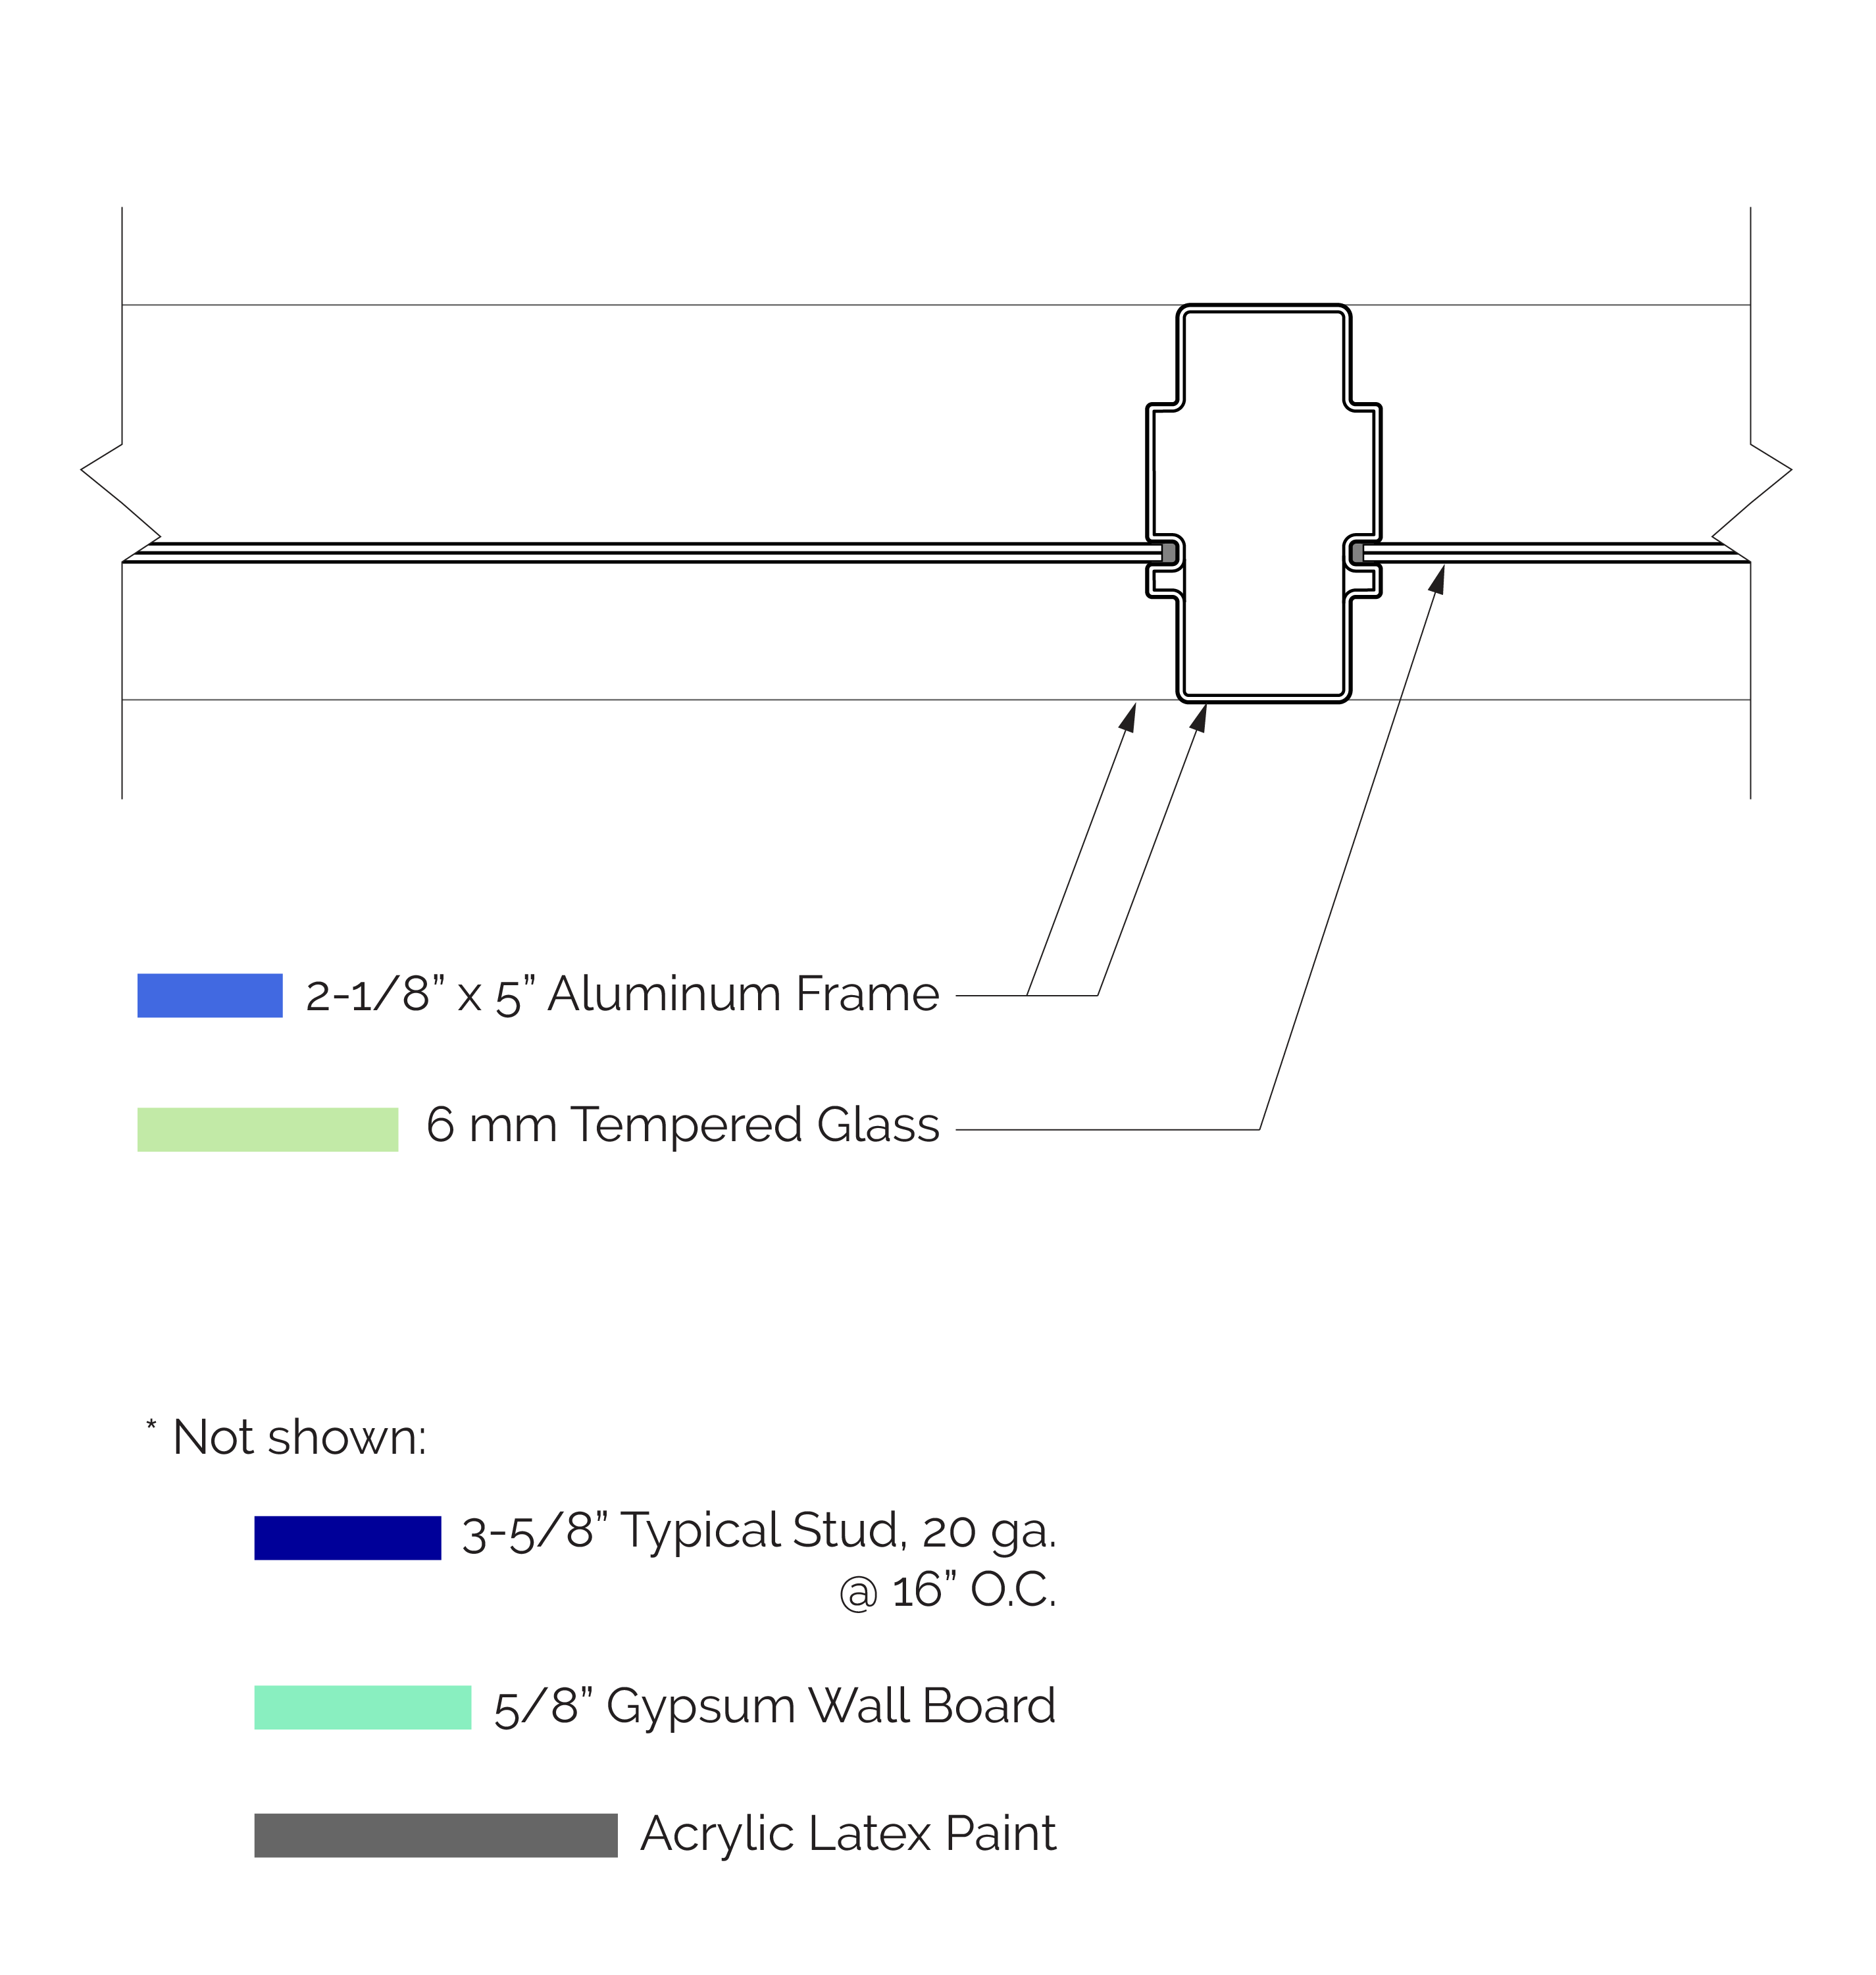 2-1/8” x 5” Aluminum Frame
6 mm Tempered Glass
* Not shown:
3-5/8” Typical Stud, 20 ga.
@ 16” O.C.
5/8” Gypsum Wall Board
Acrylic Latex Paint